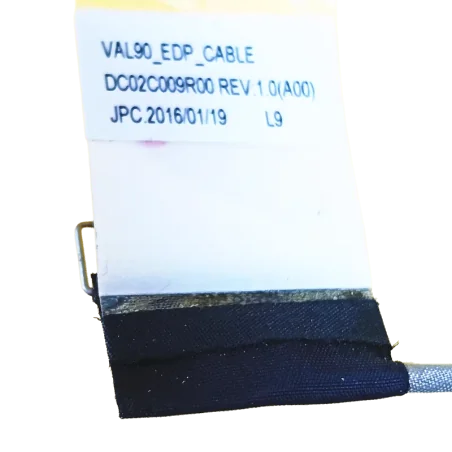 VAL90_EDP_CABLE
DC02C009R00 REV:1.0(A00)
JPC.2016/01/19 L9